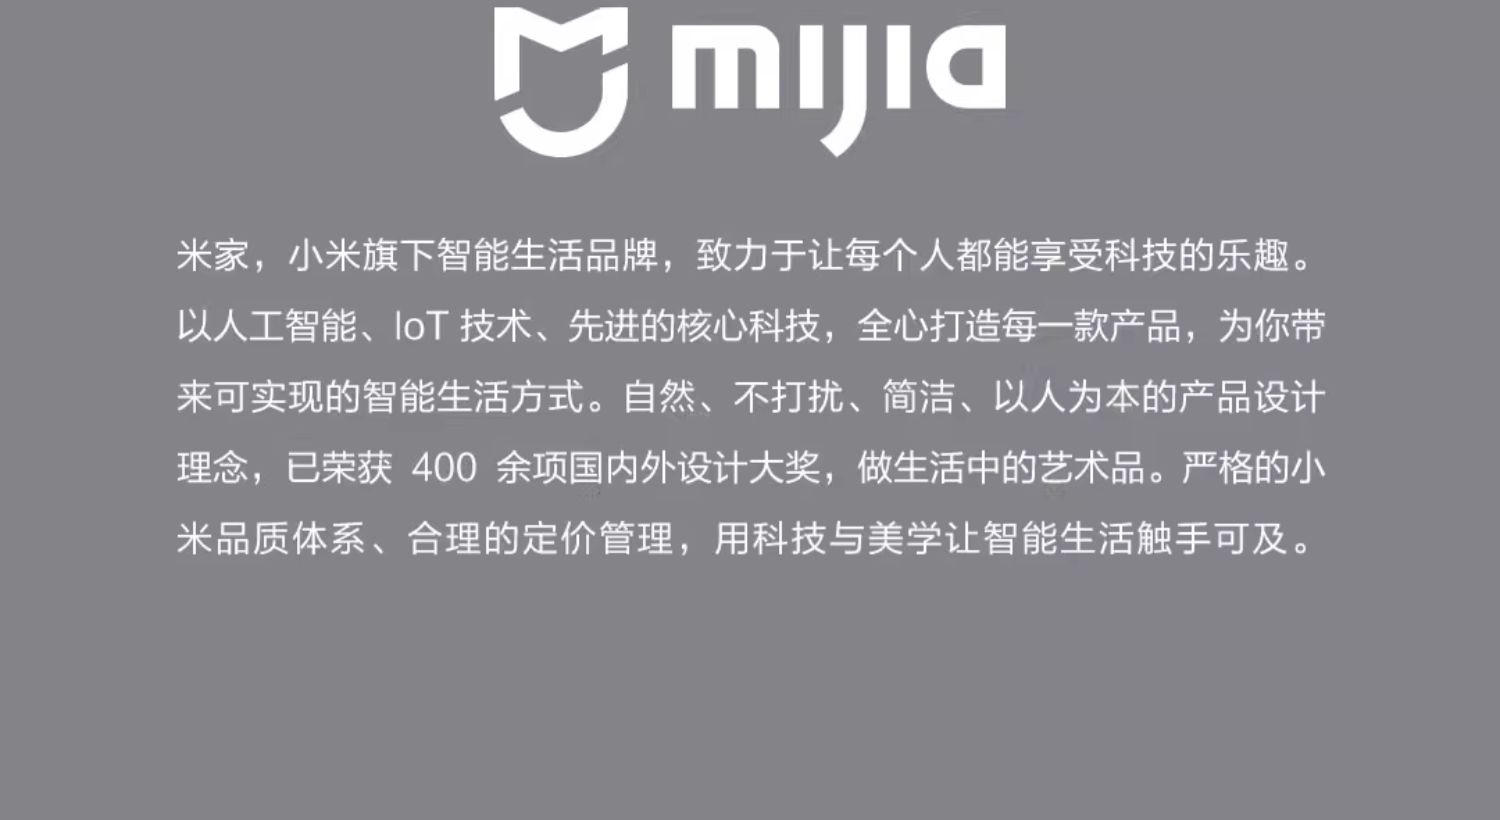 mijia
米家，小米旗下智能生活品牌，致力于让每个人都能享受科技的乐趣。
以人工智能、IoT 技术、先进的核心科技，全心打造每一款产品，为你带
来可实现的智能生活方式。自然、不打扰、简洁、以人为本的产品设计
理念，已荣获 400 余项国内外设计大奖，做生活中的艺术品。严格的小
米品质体系、合理的定价管理，用科技与美学让智能生活触手可及。